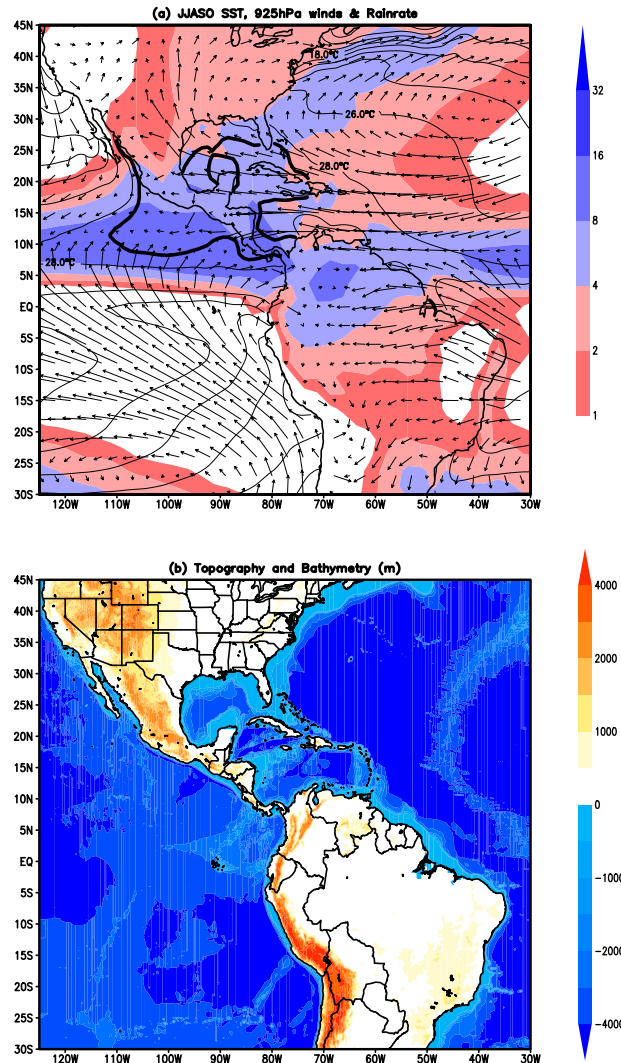 (a) JJASO SST, 925hPa winds & Rainrate
45N
40N
35N
30N
25N
20N
15N
10N
5N
EQ
5S
10S
15S
20S
25S
30S
120W 110W 100W 90W 80W 70W 60W 50W 40W 30W
18.0°C
26.0°C
28.0°C
28.0°C
32
16
8
4
2
1
(b) Topography and Bathymetry (m)
45N
40N
35N
30N
25N
20N
15N
10N
5N
EQ
5S
10S
15S
20S
25S
30S
120W 110W 100W 90W 80W 70W 60W 50W 40W 30W
4000
2000
1000
0
-1000
-2000
-4000